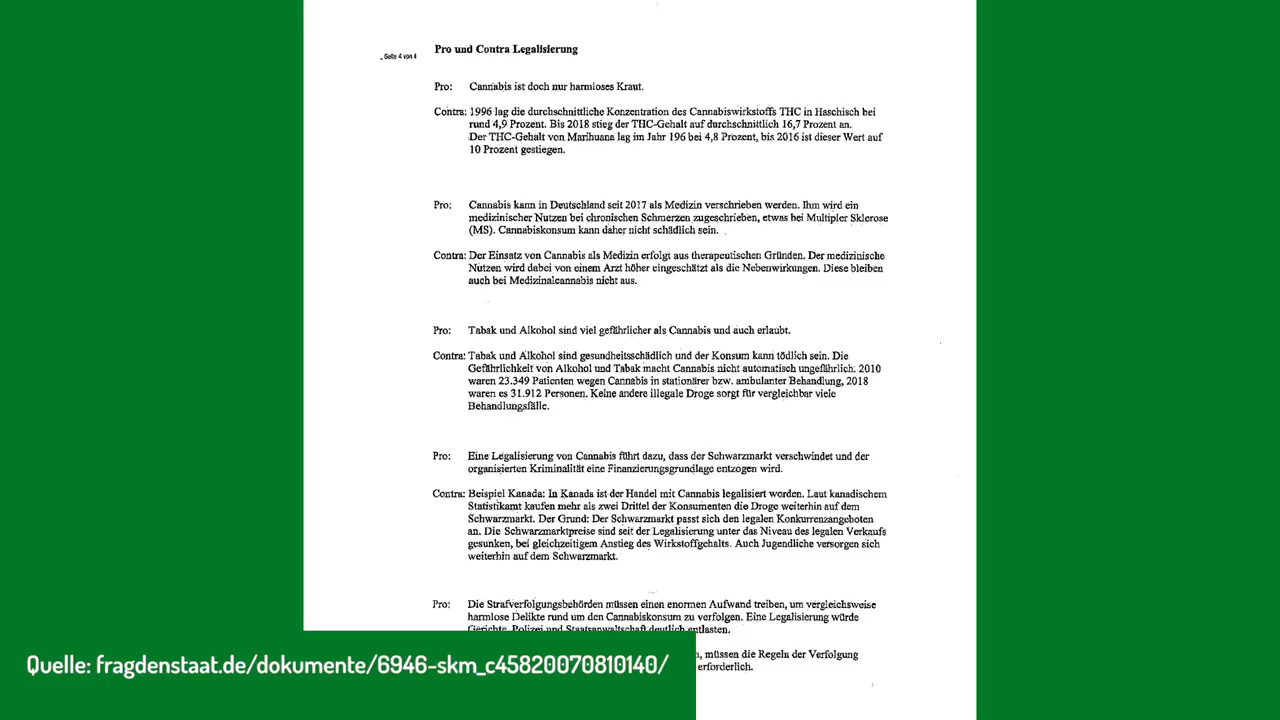 Pro und Contra Legalisierung
. Seite 4 von 4
Pro: Cannabis ist doch nur harmloses Kraut.
Contra: 1996 lag die durchschnittliche Konzentration des Cannabiswirkstoffs THC in Haschisch bei
rund 4,9 Prozent. Bis 2018 stieg der THC-Gehalt auf durchschnittlich 16,7 Prozent an.
Der THC-Gehalt von Marihuana lag im Jahr 196 bei 4,8 Prozent, bis 2016 ist dieser Wert auf
10 Prozent gestiegen.
Pro: Cannabis kann in Deutschland seit 2017 als Medizin verschrieben werden. Ihm wird ein
medizinischer Nutzen bei chronischen Schmerzen zugeschrieben, etwas bei Multipler Sklerose
(MS). Cannabiskonsum kann daher nicht schädlich sein.
Contra: Der Einsatz von Cannabis als Medizin erfolgt aus therapeutischen Gründen. Der medizinische
Nutzen wird dabei von einem Arzt höher eingeschätzt als die Nebenwirkungen. Diese bleiben
auch bei Medizinalcannabis nicht aus.
Pro: Tabak und Alkohol sind viel gefährlicher als Cannabis und auch erlaubt.
Contra: Tabak und Alkohol sind gesundheitsschädlich und der Konsum kann tödlich sein. Die
Gefährlichkeit von Alkohol und Tabak macht Cannabis nicht automatisch ungefährlich. 2010
waren 23.349 Patienten wegen Cannabis in stationärer bzw. ambulanter Behandlung, 2018
waren es 31.912 Personen. Keine andere illegale Droge sorgt für vergleichbar viele
Behandlungsfälle.
Pro: Eine Legalisierung von Cannabis führt dazu, dass der Schwarzmarkt verschwindet und der
organisierten Kriminalität eine Finanzierungsgrundlage entzogen wird.
Contra: Beispiel Kanada: In Kanada ist der Handel mit Cannabis legalisiert worden. Laut kanadischem
Statistikamt kaufen mehr als zwei Drittel der Konsumenten die Droge weiterhin auf dem
Schwarzmarkt. Der Grund: Der Schwarzmarkt passt sich den legalen Konkurrenzangeboten
an. Die Schwarzmarktpreise sind seit der Legalisierung unter das Niveau des legalen Verkaufs
gesunken, bei gleichzeitigem Anstieg des Wirkstoffgehalts. Auch Jugendliche versorgen sich
weiterhin auf dem Schwarzmarkt.
Pro: Die Strafverfolgungsbehörden müssen einen enormen Aufwand treiben, um vergleichsweise
harmlose Delikte rund um den Cannabiskonsum zu verfolgen. Eine Legalisierung würde
Gerichte, Polizei und Staatsanwaltschaft deutlich entlasten.
, müssen die Regeln der Verfolgung
erforderlich.
Quelle: fragdenstaat.de/dokumente/6946-skm_c45820070810140/